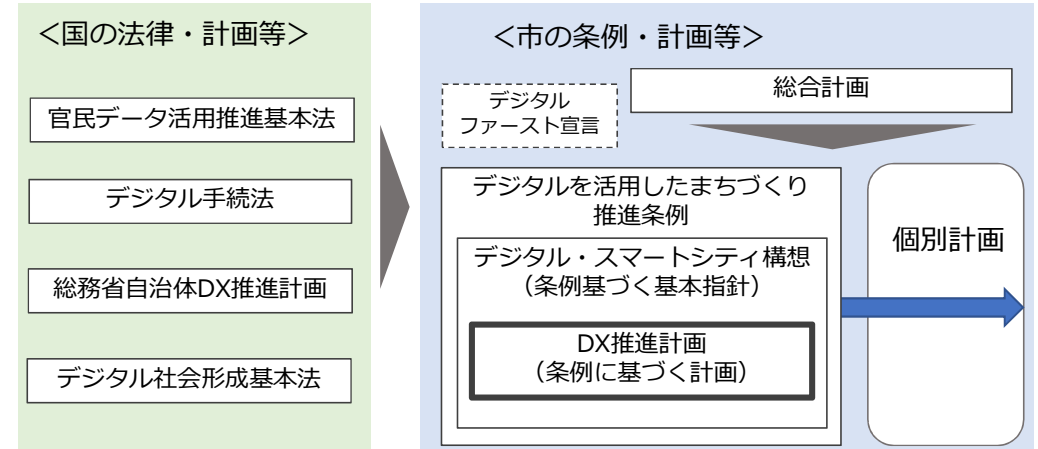 <国の法律・計画等>
官民データ活用推進基本法
デジタル手続法
総務省自治体DX推進計画
デジタル社会形成基本法
<市の条例・計画等>
デジタル
ファースト宣言
総合計画
デジタルを活用したまちづくり
推進条例
デジタル・スマートシティ構想
（条例基づく基本指針）
DX推進計画
（条例に基づく計画）
個別計画